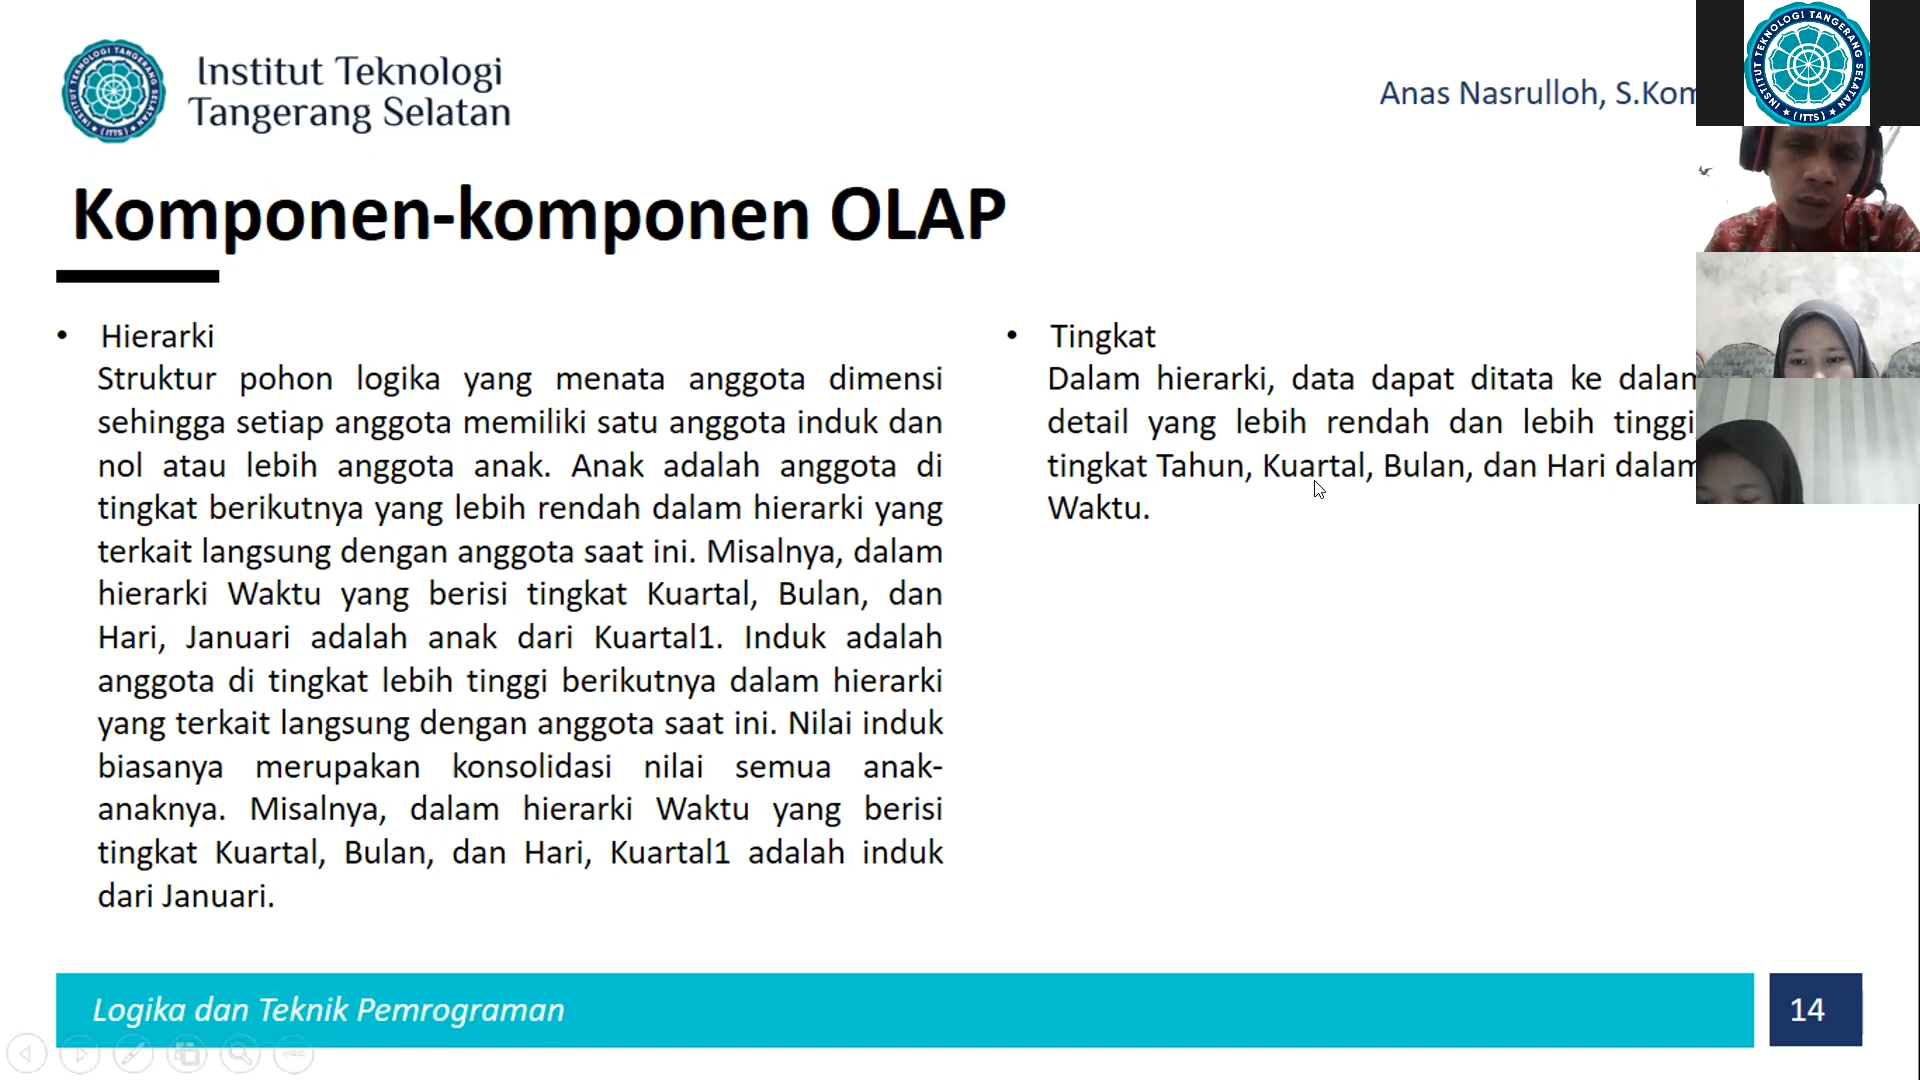 Institut Teknologi
Tangerang Selatan
Anas Nasrulloh, S.Kom
INSTITUT TEKNOLOGI TANGERANG SELATAN
(ITTS)
Komponen-komponen OLAP
• Hierarki
Struktur pohon logika yang menata anggota dimensi
sehingga setiap anggota memiliki satu anggota induk dan
nol atau lebih anggota anak. Anak adalah anggota di
tingkat berikutnya yang lebih rendah dalam hierarki yang
terkait langsung dengan anggota saat ini. Misalnya, dalam
hierarki Waktu yang berisi tingkat Kuartal, Bulan, dan
Hari, Januari adalah anak dari Kuartal1. Induk adalah
anggota di tingkat lebih tinggi berikutnya dalam hierarki
yang terkait langsung dengan anggota saat ini. Nilai induk
biasanya merupakan konsolidasi nilai semua anak-
anaknya. Misalnya, dalam hierarki Waktu yang berisi
tingkat Kuartal, Bulan, dan Hari, Kuartal1 adalah induk
dari Januari.
• Tingkat
Dalam hierarki, data dapat ditata ke dalam
detail yang lebih rendah dan lebih tinggi
tingkat Tahun, Kuartal, Bulan, dan Hari dalam
Waktu.
Logika dan Teknik Pemrograman
14